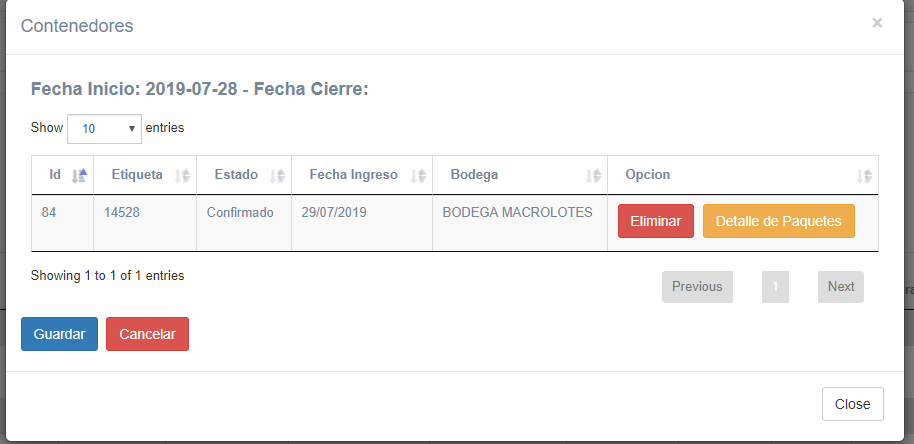 Contenedores ×
Fecha Inicio: 2019-07-28 - Fecha Cierre:
Show 10 entries
Id Etiqueta Estado Fecha Ingreso Bodega Opcion
84 14528 Confirmado 29/07/2019 BODEGA MACROLOTES Eliminar Detalle de Paquetes
Showing 1 to 1 of 1 entries
Previous 1 Next
Guardar Cancelar
Close